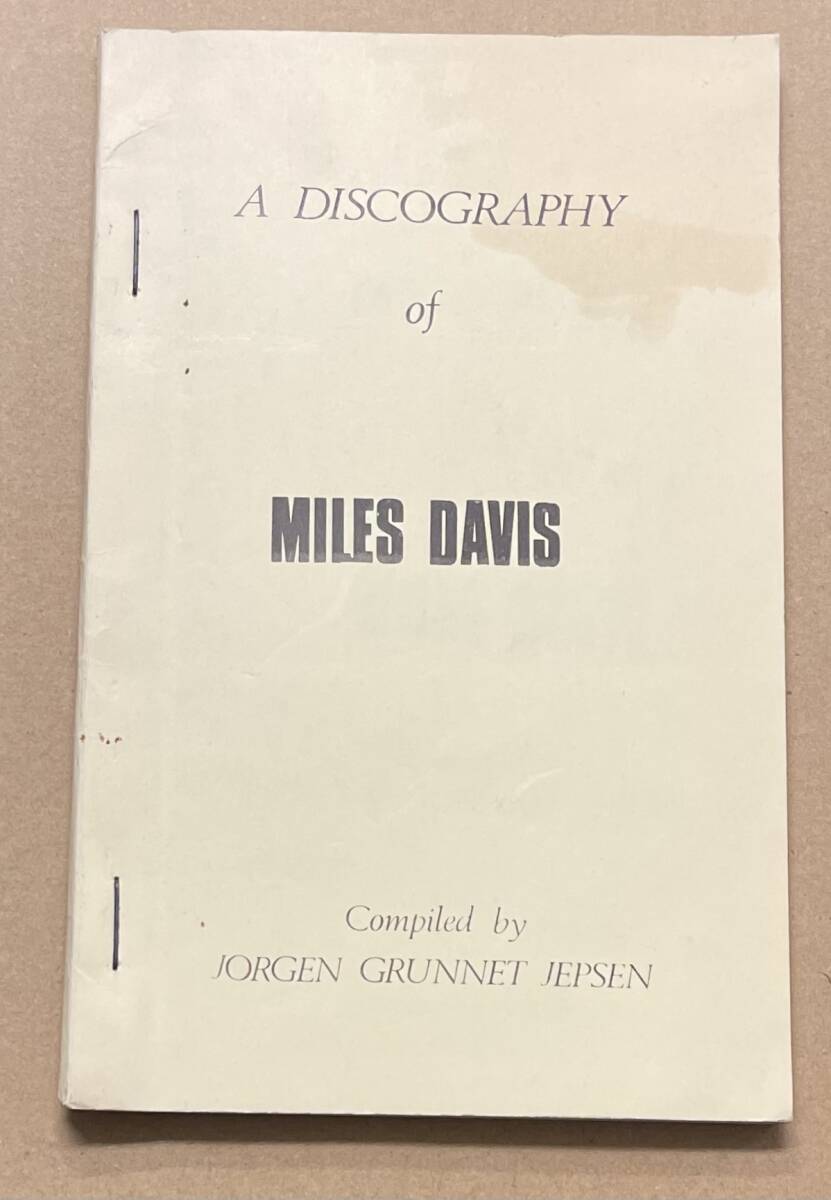 A DISCOGRAPHY
of
MILES DAVIS
Compiled by
JORGEN GRUNNET JEPSEN